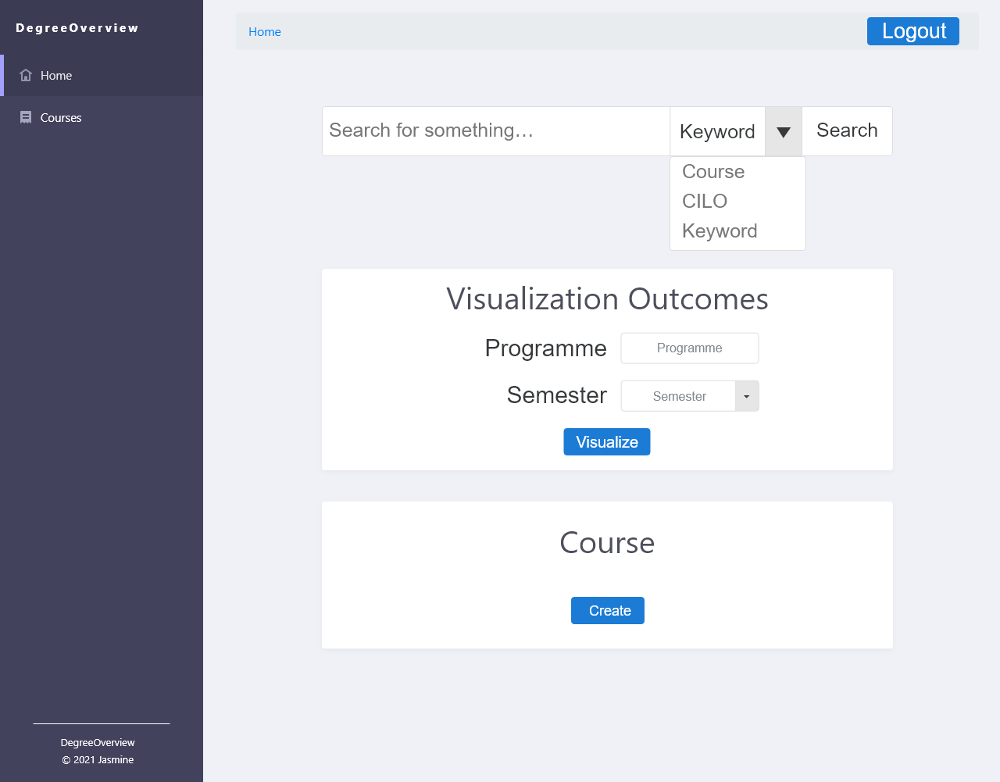 DegreeOverview
Home
Courses
Home
Logout
Search for something...
Keyword
Search
Course
CILO
Keyword
Visualization Outcomes
Programme
Programme
Semester
Semester
Visualize
Course
Create
DegreeOverview
© 2021 Jasmine